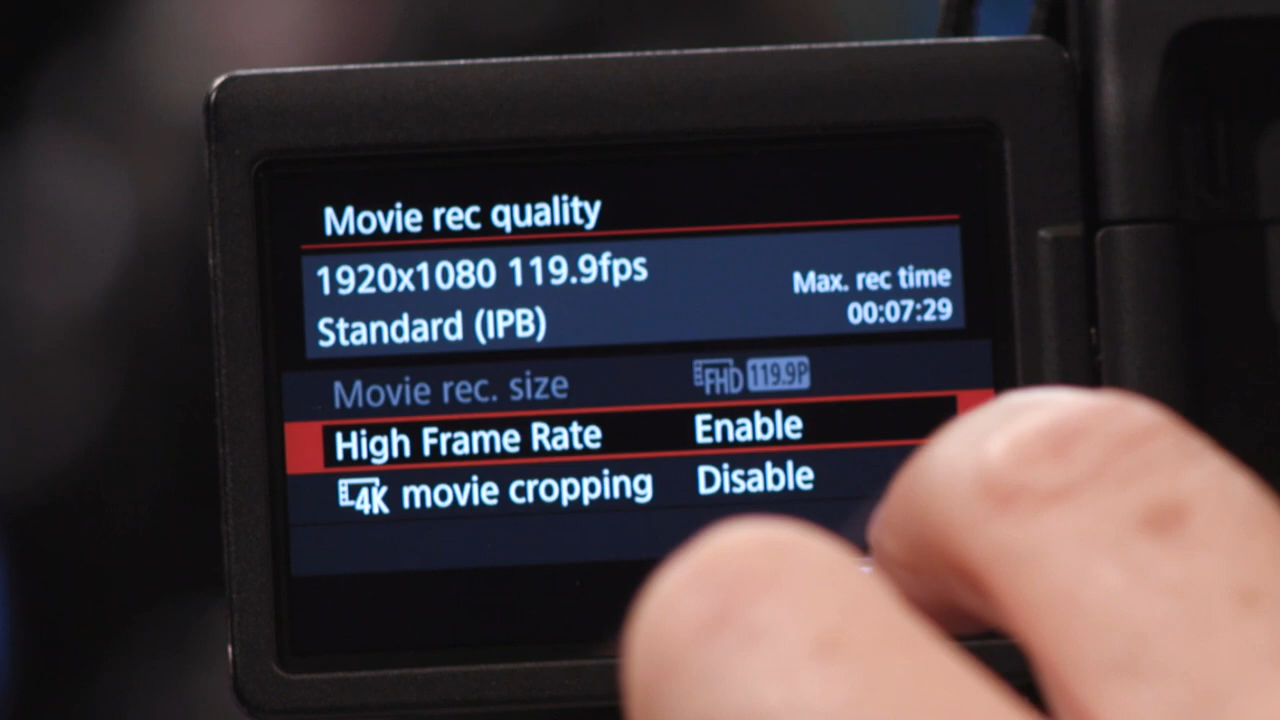 Movie rec quality
1920x1080 119.9fps
Standard (IPB)
Max. rec time
00:07:29
Movie rec. size FHD 119.9P
High Frame Rate Enable
4K movie cropping Disable